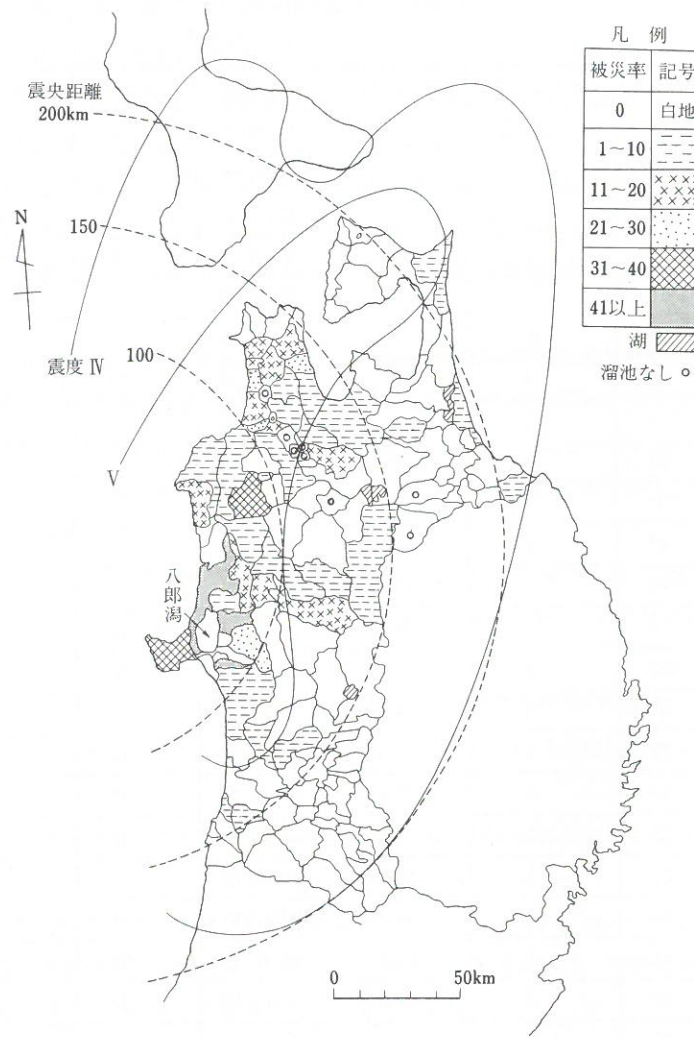 凡例
被災率 記号
0 白地
1~10
11~20
21~30
31~40
41以上
湖
溜池なし
震央距離
200km
N
150
100
震度 IV
V
八郎潟
0 50km